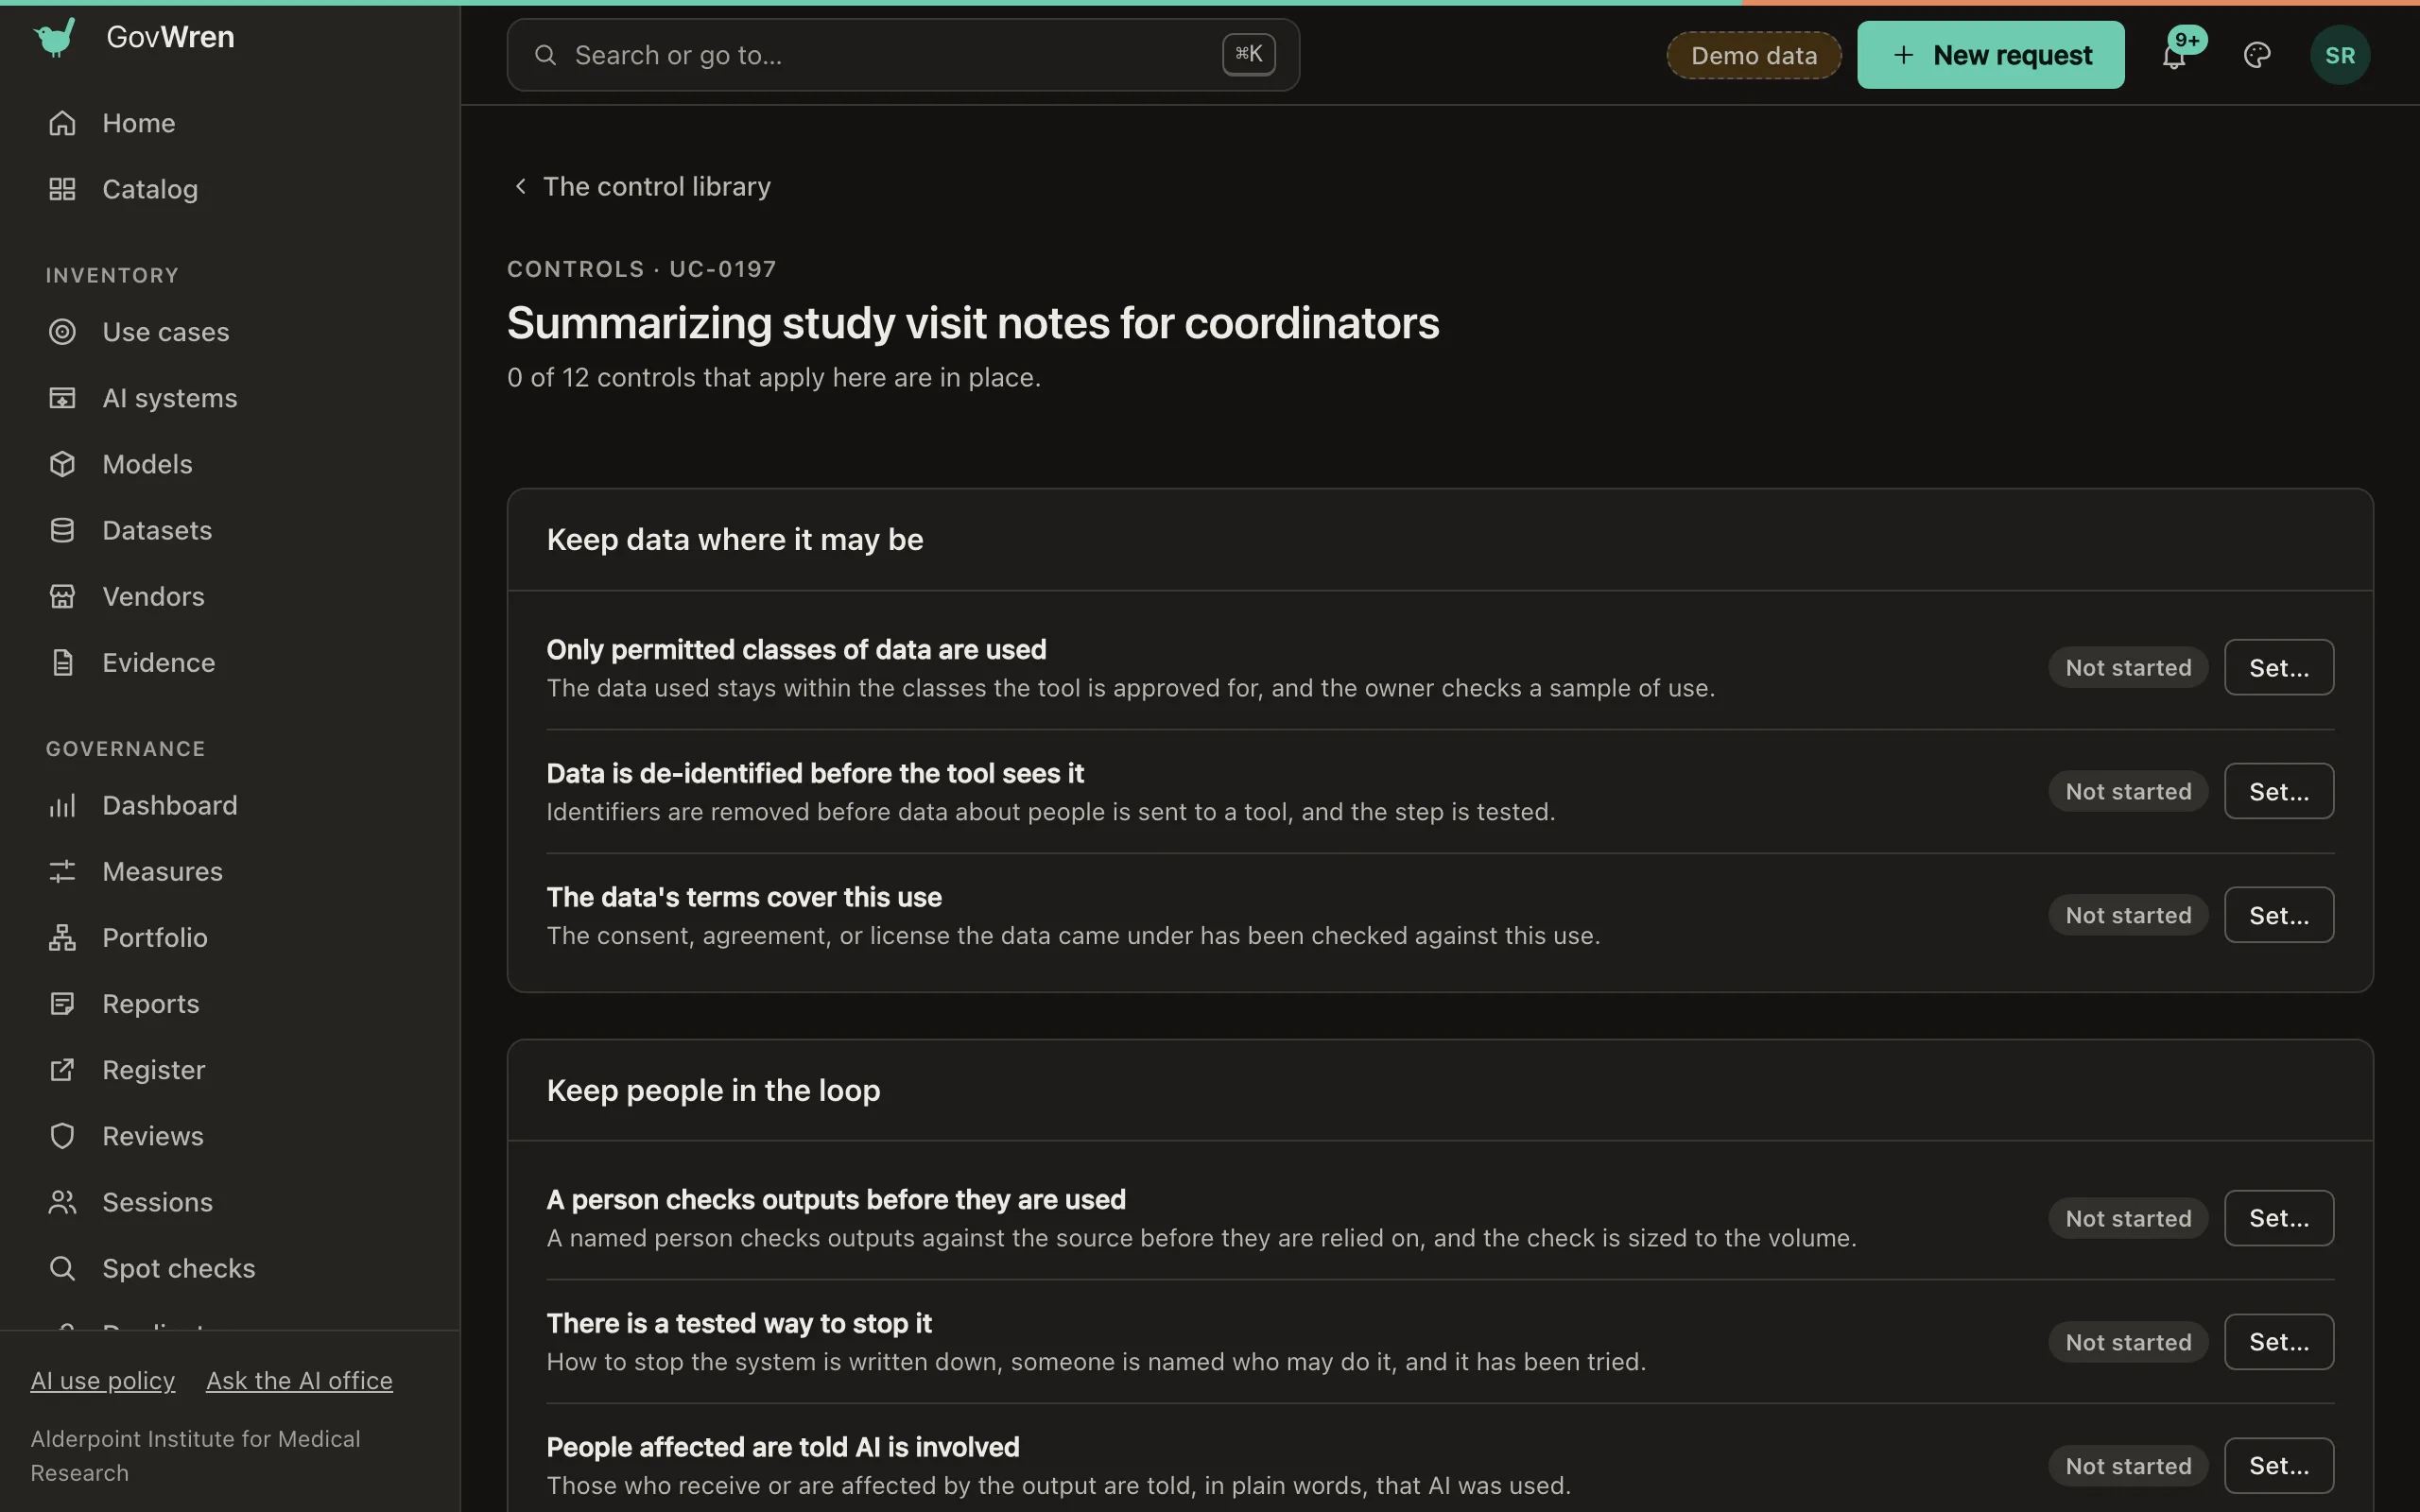 GovWren
Search or go to...
⌘K
Demo data
+ New request
9+
SR
Home
Catalog
INVENTORY
Use cases
AI systems
Models
Datasets
Vendors
Evidence
GOVERNANCE
Dashboard
Measures
Portfolio
Reports
Register
Reviews
Sessions
Spot checks
AI use policy
Ask the AI office
Alderpoint Institute for Medical
Research
The control library
CONTROLS · UC-0197
Summarizing study visit notes for coordinators
0 of 12 controls that apply here are in place.
Keep data where it may be
Only permitted classes of data are used
The data used stays within the classes the tool is approved for, and the owner checks a sample of use.
Not started
Set...
Data is de-identified before the tool sees it
Identifiers are removed before data about people is sent to a tool, and the step is tested.
Not started
Set...
The data's terms cover this use
The consent, agreement, or license the data came under has been checked against this use.
Not started
Set...
Keep people in the loop
A person checks outputs before they are used
A named person checks outputs against the source before they are relied on, and the check is sized to the volume.
Not started
Set...
There is a tested way to stop it
How to stop the system is written down, someone is named who may do it, and it has been tried.
Not started
Set...
People affected are told AI is involved
Those who receive or are affected by the output are told, in plain words, that AI was used.
Not started
Set...